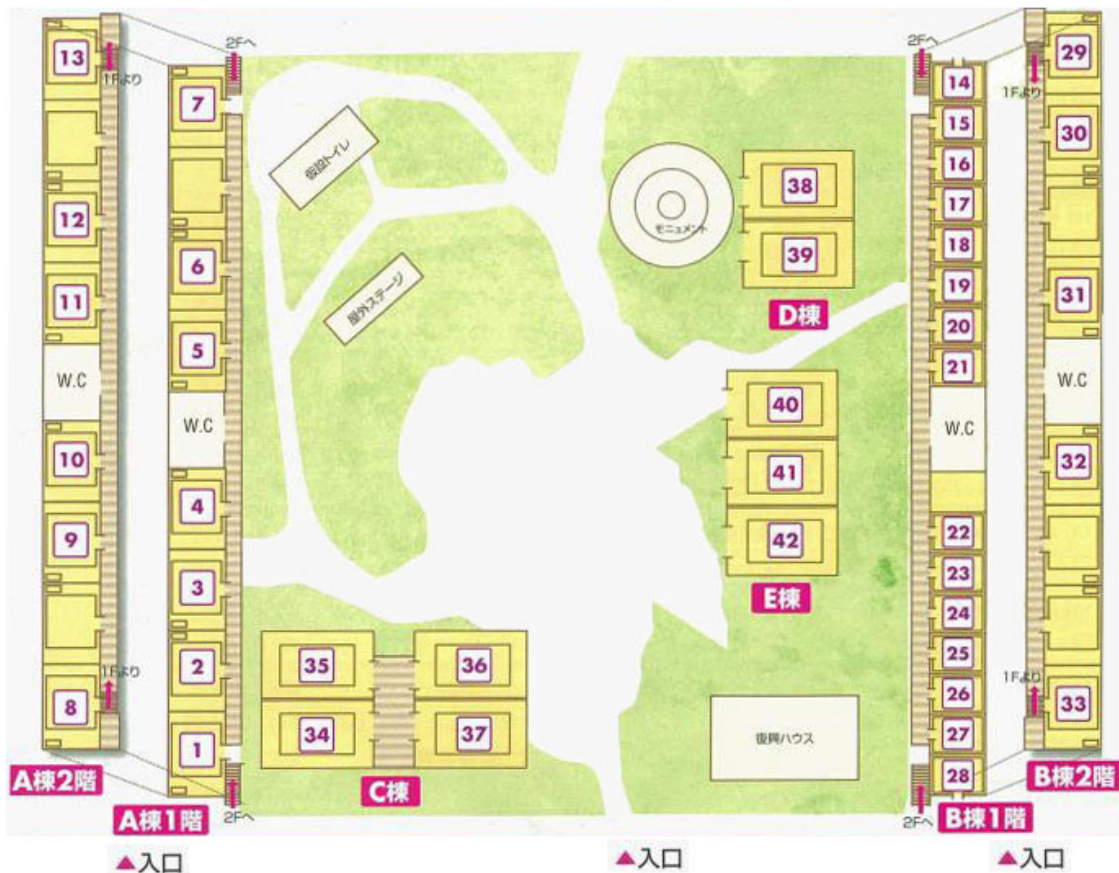 13
1Fより
12
11
W.C
10
9
1Fより
8
A棟2階
2Fへ
7
6
5
W.C
4
3
2
1
2Fへ
A棟1階
仮設トイレ
屋外ステージ
35
36
34
37
C棟
モニュメント
38
39
D棟
40
41
42
E棟
復興ハウス
2Fへ
14
15
16
17
18
19
20
21
W.C
22
23
24
25
26
27
28
2Fへ
B棟1階
29
1Fより
30
31
W.C
32
1Fより
33
B棟2階
▲入口
▲入口
▲入口